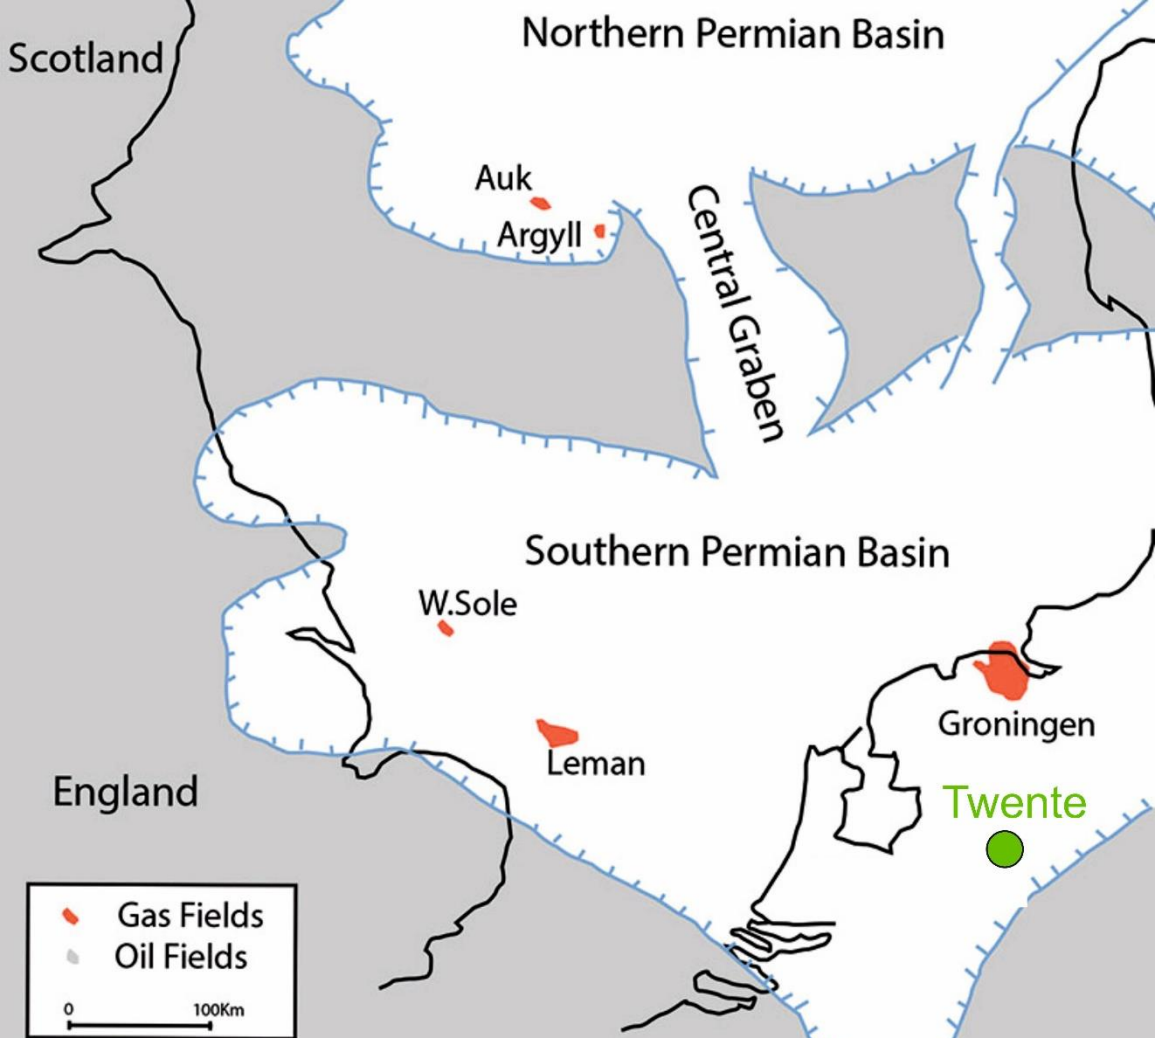 Northern Permian Basin
Scotland
Auk
Argyll
Central Graben
Southern Permian Basin
W.Sole
Groningen
Leman
England
Twente
Gas Fields
Oil Fields
0 100Km